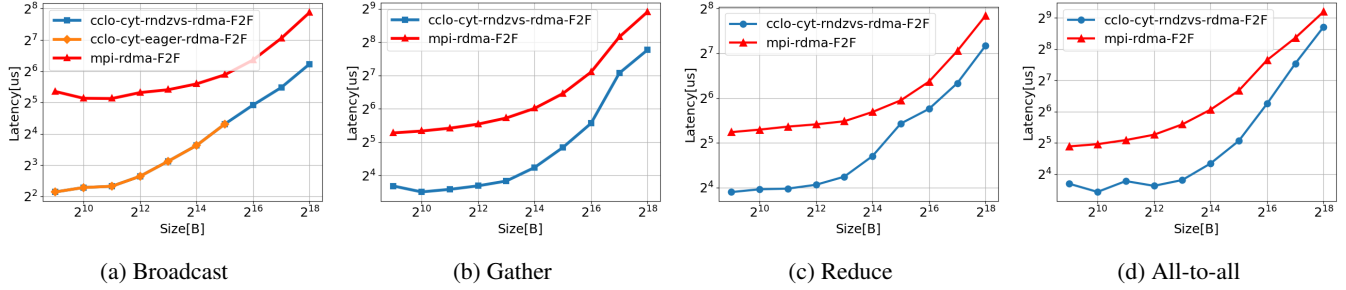 cclo-cyt-rndzvs-rdma-F2F
cclo-cyt-eager-rdma-F2F
mpi-rdma-F2F
Latency[us]
2^8
2^7
2^6
2^5
2^4
2^3
2^2
2^10
2^12
2^14
2^16
2^18
Size[B]
(a) Broadcast
cclo-cyt-rndzvs-rdma-F2F
mpi-rdma-F2F
Latency[us]
2^9
2^8
2^7
2^6
2^5
2^4
2^10
2^12
2^14
2^16
2^18
Size[B]
(b) Gather
cclo-cyt-rndzvs-rdma-F2F
mpi-rdma-F2F
Latency[us]
2^8
2^7
2^6
2^5
2^4
2^10
2^12
2^14
2^16
2^18
Size[B]
(c) Reduce
cclo-cyt-rndzvs-rdma-F2F
mpi-rdma-F2F
Latency[us]
2^9
2^8
2^7
2^6
2^5
2^4
2^10
2^12
2^14
2^16
2^18
Size[B]
(d) All-to-all